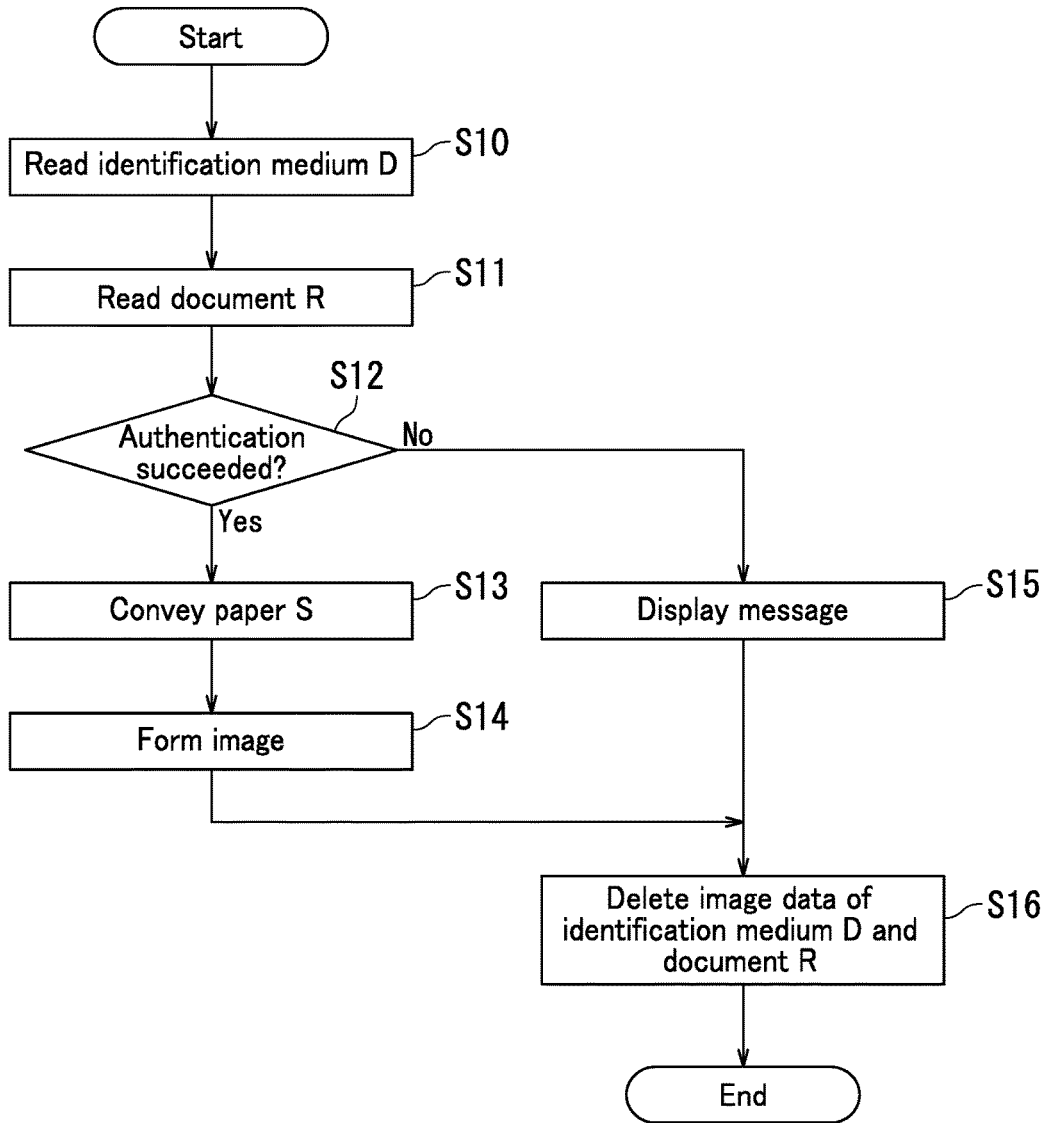 Start
Read identification medium D
S10
Read document R
S11
S12
Authentication
succeeded?
No
Yes
Convey paper S
S13
Display message
S15
Form image
S14
Delete image data of
identification medium D and
document R
S16
End